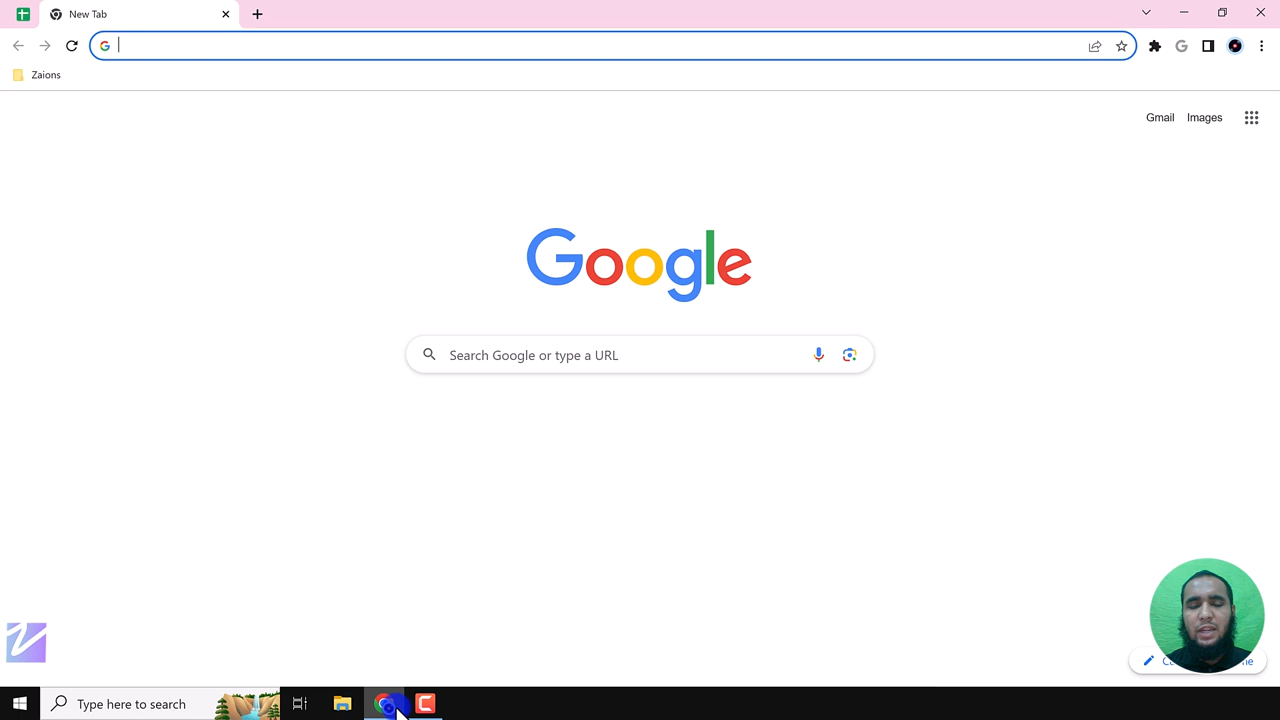 New Tab
Zaions
Gmail Images
Google
Search Google or type a URL
Type here to search